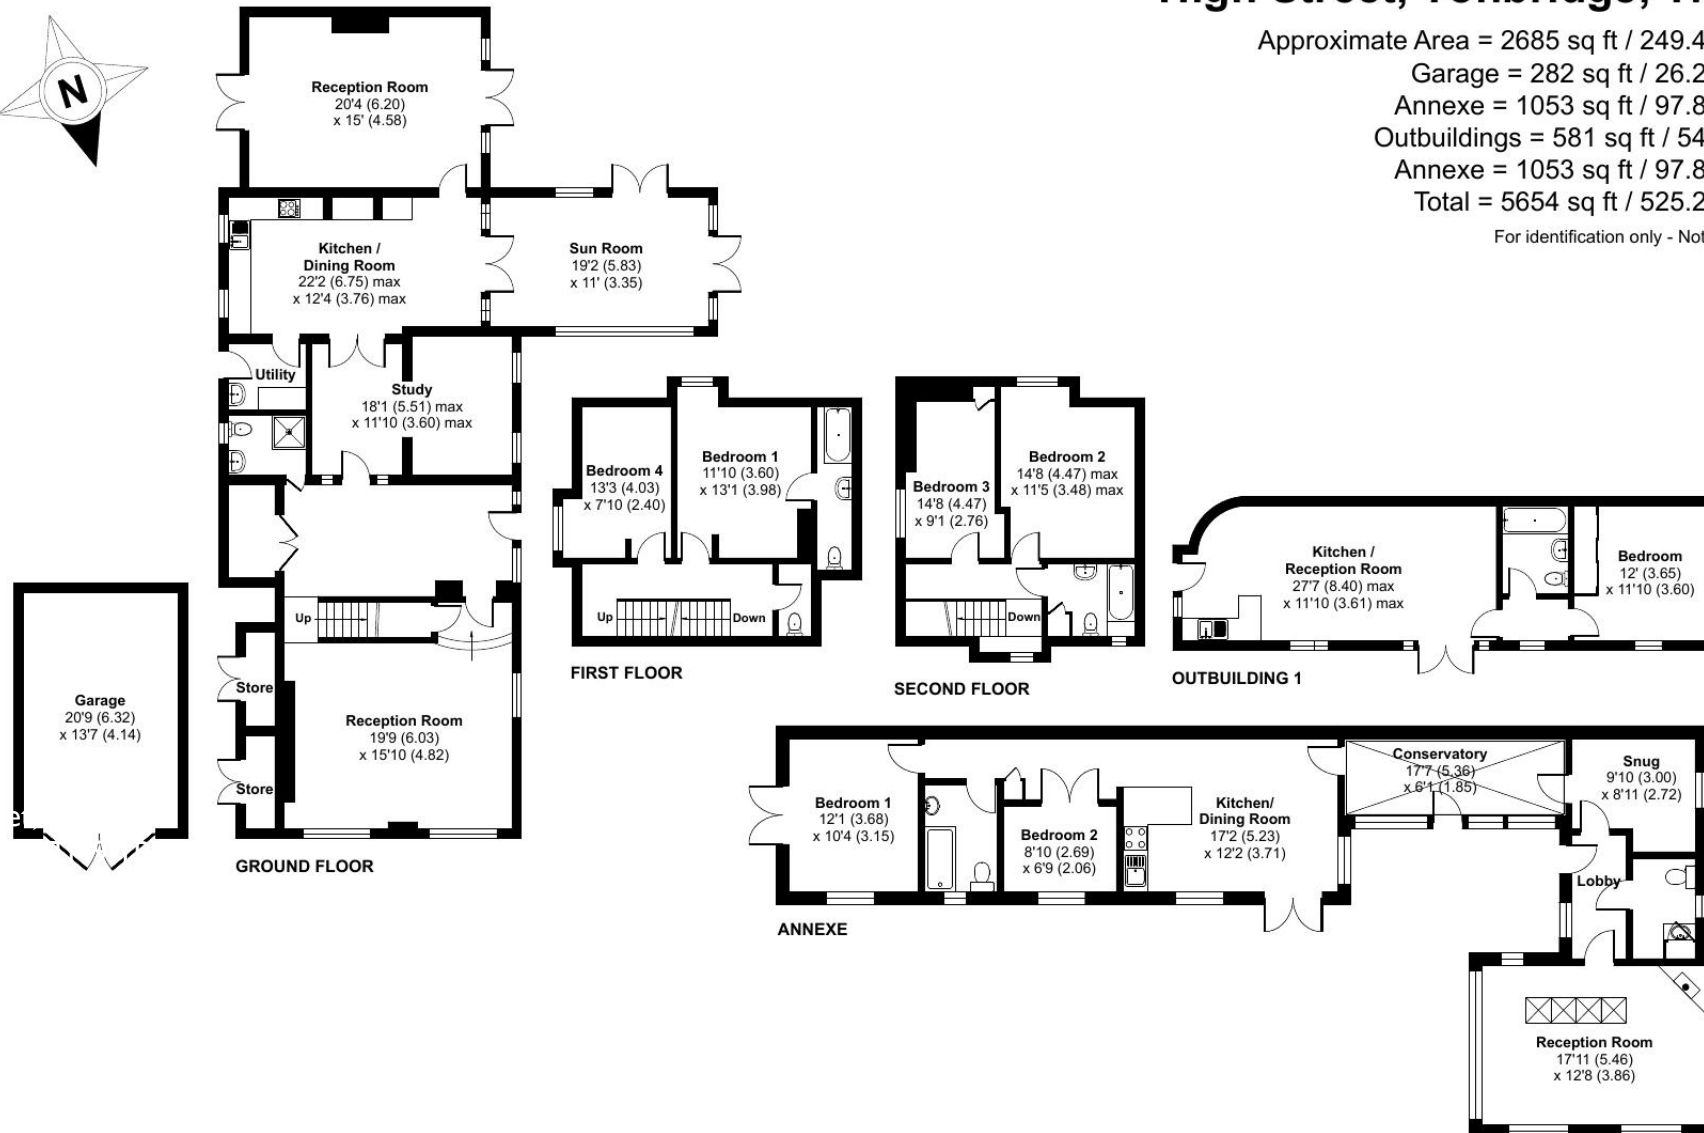 High Street, Tonbridge,
Approximate Area = 2685 sq ft / 249.4
Garage = 282 sq ft / 26.2
Annexe = 1053 sq ft / 97.8
Outbuildings = 581 sq ft / 54
Annexe = 1053 sq ft / 97.8
Total = 5654 sq ft / 525.2
For identification only - Not
N
Reception Room
20'4 (6.20)
x 15' (4.58)
Kitchen /
Dining Room
22'2 (6.75) max
x 12'4 (3.76) max
Sun Room
19'2 (5.83)
x 11' (3.35)
Utility
Study
18'1 (5.51) max
x 11'10 (3.60) max
Up
Store
Store
Reception Room
19'9 (6.03)
x 15'10 (4.82)
GROUND FLOOR
Garage
20'9 (6.32)
x 13'7 (4.14)
Bedroom 4
13'3 (4.03)
x 7'10 (2.40)
Bedroom 1
11'10 (3.60)
x 13'1 (3.98)
Up
Down
FIRST FLOOR
Bedroom 3
14'8 (4.47)
x 9'1 (2.76)
Bedroom 2
14'8 (4.47) max
x 11'5 (3.48) max
Down
SECOND FLOOR
Kitchen /
Reception Room
27'7 (8.40) max
x 11'10 (3.61) max
Bedroom
12' (3.65)
x 11'10 (3.60)
OUTBUILDING 1
Bedroom 1
12'1 (3.68)
x 10'4 (3.15)
Bedroom 2
8'10 (2.69)
x 6'9 (2.06)
Kitchen/
Dining Room
17'2 (5.23)
x 12'2 (3.71)
Conservatory
17'7 (5.36)
x 6'1 (1.85)
Snug
9'10 (3.00)
x 8'11 (2.72)
Lobby
Reception Room
17'11 (5.46)
x 12'8 (3.86)
ANNEXE